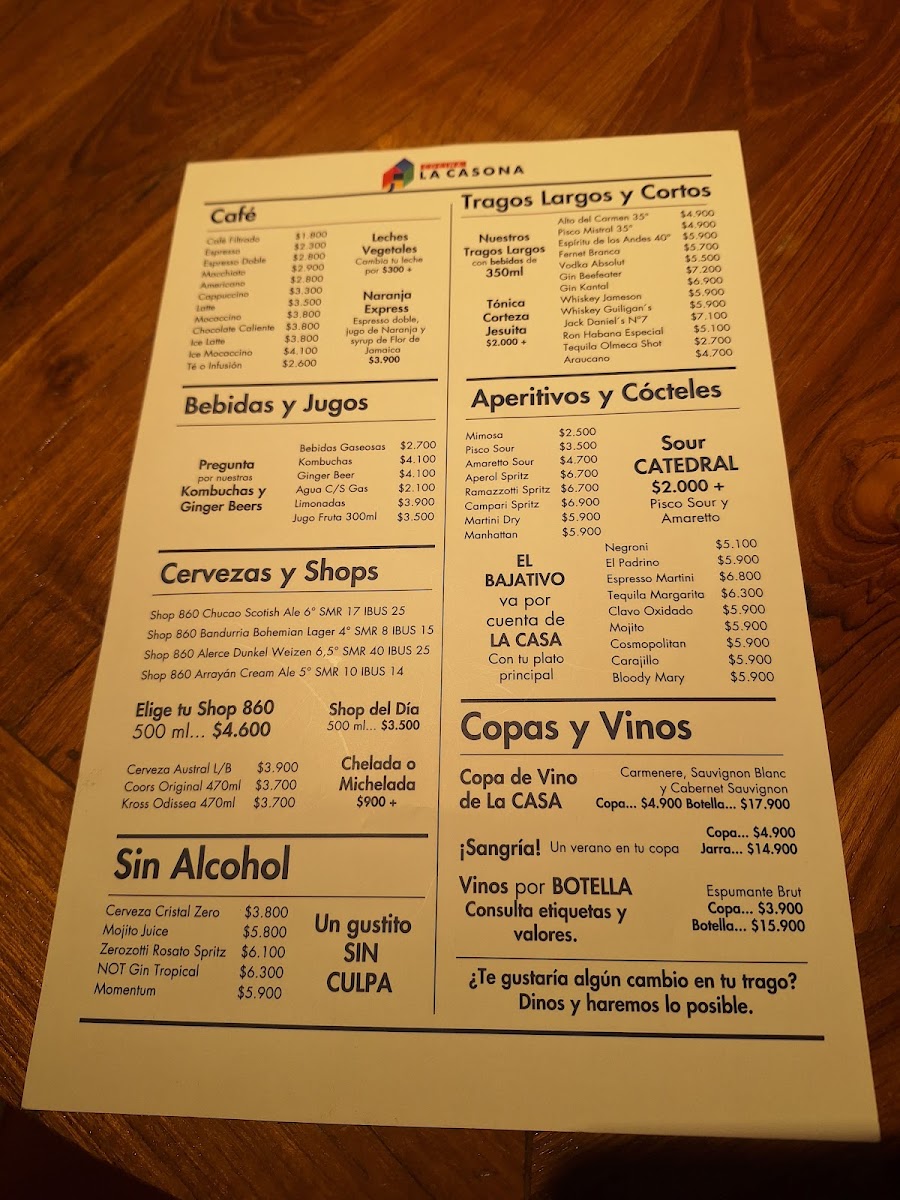 COCINA
LA CASONA
Café
Café Filtrado $1.800
Espresso $2.300
Espresso Doble $2.800
Macchiato $2.900
Americano $2.800
Cappuccino $3.300
Latte $3.500
Mocaccino $3.800
Chocolate Caliente $3.800
Ice Latte $3.800
Ice Mocaccino $4.100
Té o Infusión $2.600
Leches
Vegetales
Cambia tu leche
por $300 +
Naranja
Express
Espresso doble,
jugo de Naranja y
syrup de Flor de
Jamaica
$3.900
Bebidas y Jugos
Pregunta
por nuestras
Kombuchas y
Ginger Beers
Bebidas Gaseosas $2.700
Kombuchas $4.100
Ginger Beer $4.100
Agua C/S Gas $2.100
Limonadas $3.900
Jugo Fruta 300ml $3.500
Cervezas y Shops
Shop 860 Chucao Scotish Ale 6° SMR 17 IBUS 25
Shop 860 Bandurria Bohemian Lager 4° SMR 8 IBUS 15
Shop 860 Alerce Dunkel Weizen 6,5° SMR 40 IBUS 25
Shop 860 Arrayán Cream Ale 5° SMR 10 IBUS 14
Elige tu Shop 860
500 ml... $4.600
Shop del Día
500 ml... $3.500
Cerveza Austral L/B $3.900
Coors Original 470ml $3.700
Kross Odissea 470ml $3.700
Chelada o
Michelada
$900 +
Sin Alcohol
Cerveza Cristal Zero $3.800
Mojito Juice $5.800
Zerozotti Rosato Spritz $6.100
NOT Gin Tropical $6.300
Momentum $5.900
Un gustito
SIN
CULPA
Tragos Largos y Cortos
Nuestros
Tragos Largos
con bebidas de
350ml
Tónica
Corteza
Jesuita
$2.000 +
Alto del Carmen 35° $4.900
Pisco Mistral 35° $4.900
Espíritu de los Andes 40° $5.900
Fernet Branca $5.700
Vodka Absolut $5.500
Gin Beefeater $7.200
Gin Kantal $6.900
Whiskey Jameson $5.900
Whiskey Guiligan´s $5.900
Jack Daniel´s N°7 $7.100
Ron Habana Especial $5.100
Tequila Olmeca Shot $2.700
Araucano $4.700
Aperitivos y Cócteles
Mimosa $2.500
Pisco Sour $3.500
Amaretto Sour $4.700
Aperol Spritz $6.700
Ramazzotti Spritz $6.700
Campari Spritz $6.900
Martini Dry $5.900
Manhattan $5.900
Sour
CATEDRAL
$2.000 +
Pisco Sour y
Amaretto
EL
BAJATIVO
va por
cuenta de
LA CASA
Con tu plato
principal
Negroni $5.100
El Padrino $5.900
Espresso Martini $6.800
Tequila Margarita $6.300
Clavo Oxidado $5.900
Mojito $5.900
Cosmopolitan $5.900
Carajillo $5.900
Bloody Mary $5.900
Copas y Vinos
Copa de Vino
de La CASA
Carmenere, Sauvignon Blanc
y Cabernet Sauvignon
Copa... $4.900 Botella... $17.900
¡Sangría! Un verano en tu copa
Copa... $4.900
Jarra... $14.900
Vinos por BOTELLA
Consulta etiquetas y
valores.
Espumante Brut
Copa... $3.900
Botella... $15.900
¿Te gustaría algún cambio en tu trago?
Dinos y haremos lo posible.